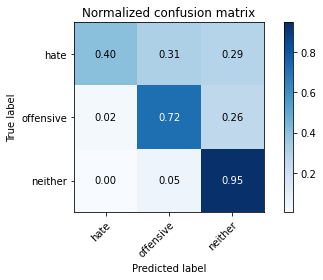 Normalized confusion matrix
hate 0.40 0.31 0.29
offensive 0.02 0.72 0.26
neither 0.00 0.05 0.95
True label
hate offensive neither
Predicted label
0.8
0.6
0.4
0.2